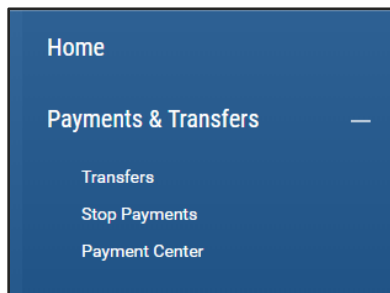 Home
Payments & Transfers
Transfers
Stop Payments
Payment Center